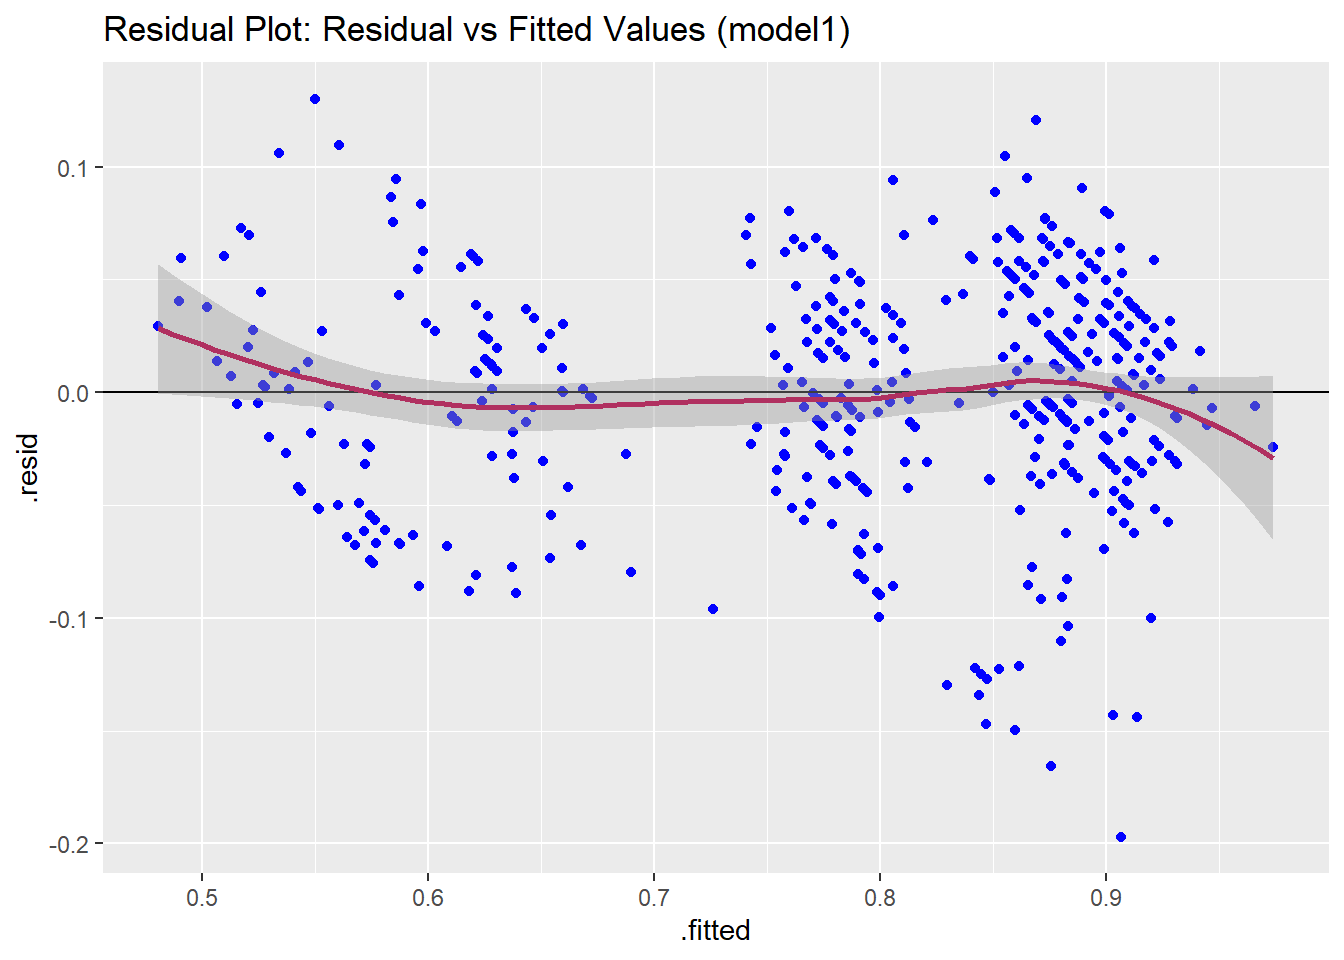 Residual Plot: Residual vs Fitted Values (model1)
0.1
0.0
-0.1
-0.2
.resid
0.5 0.6 0.7 0.8 0.9
.fitted